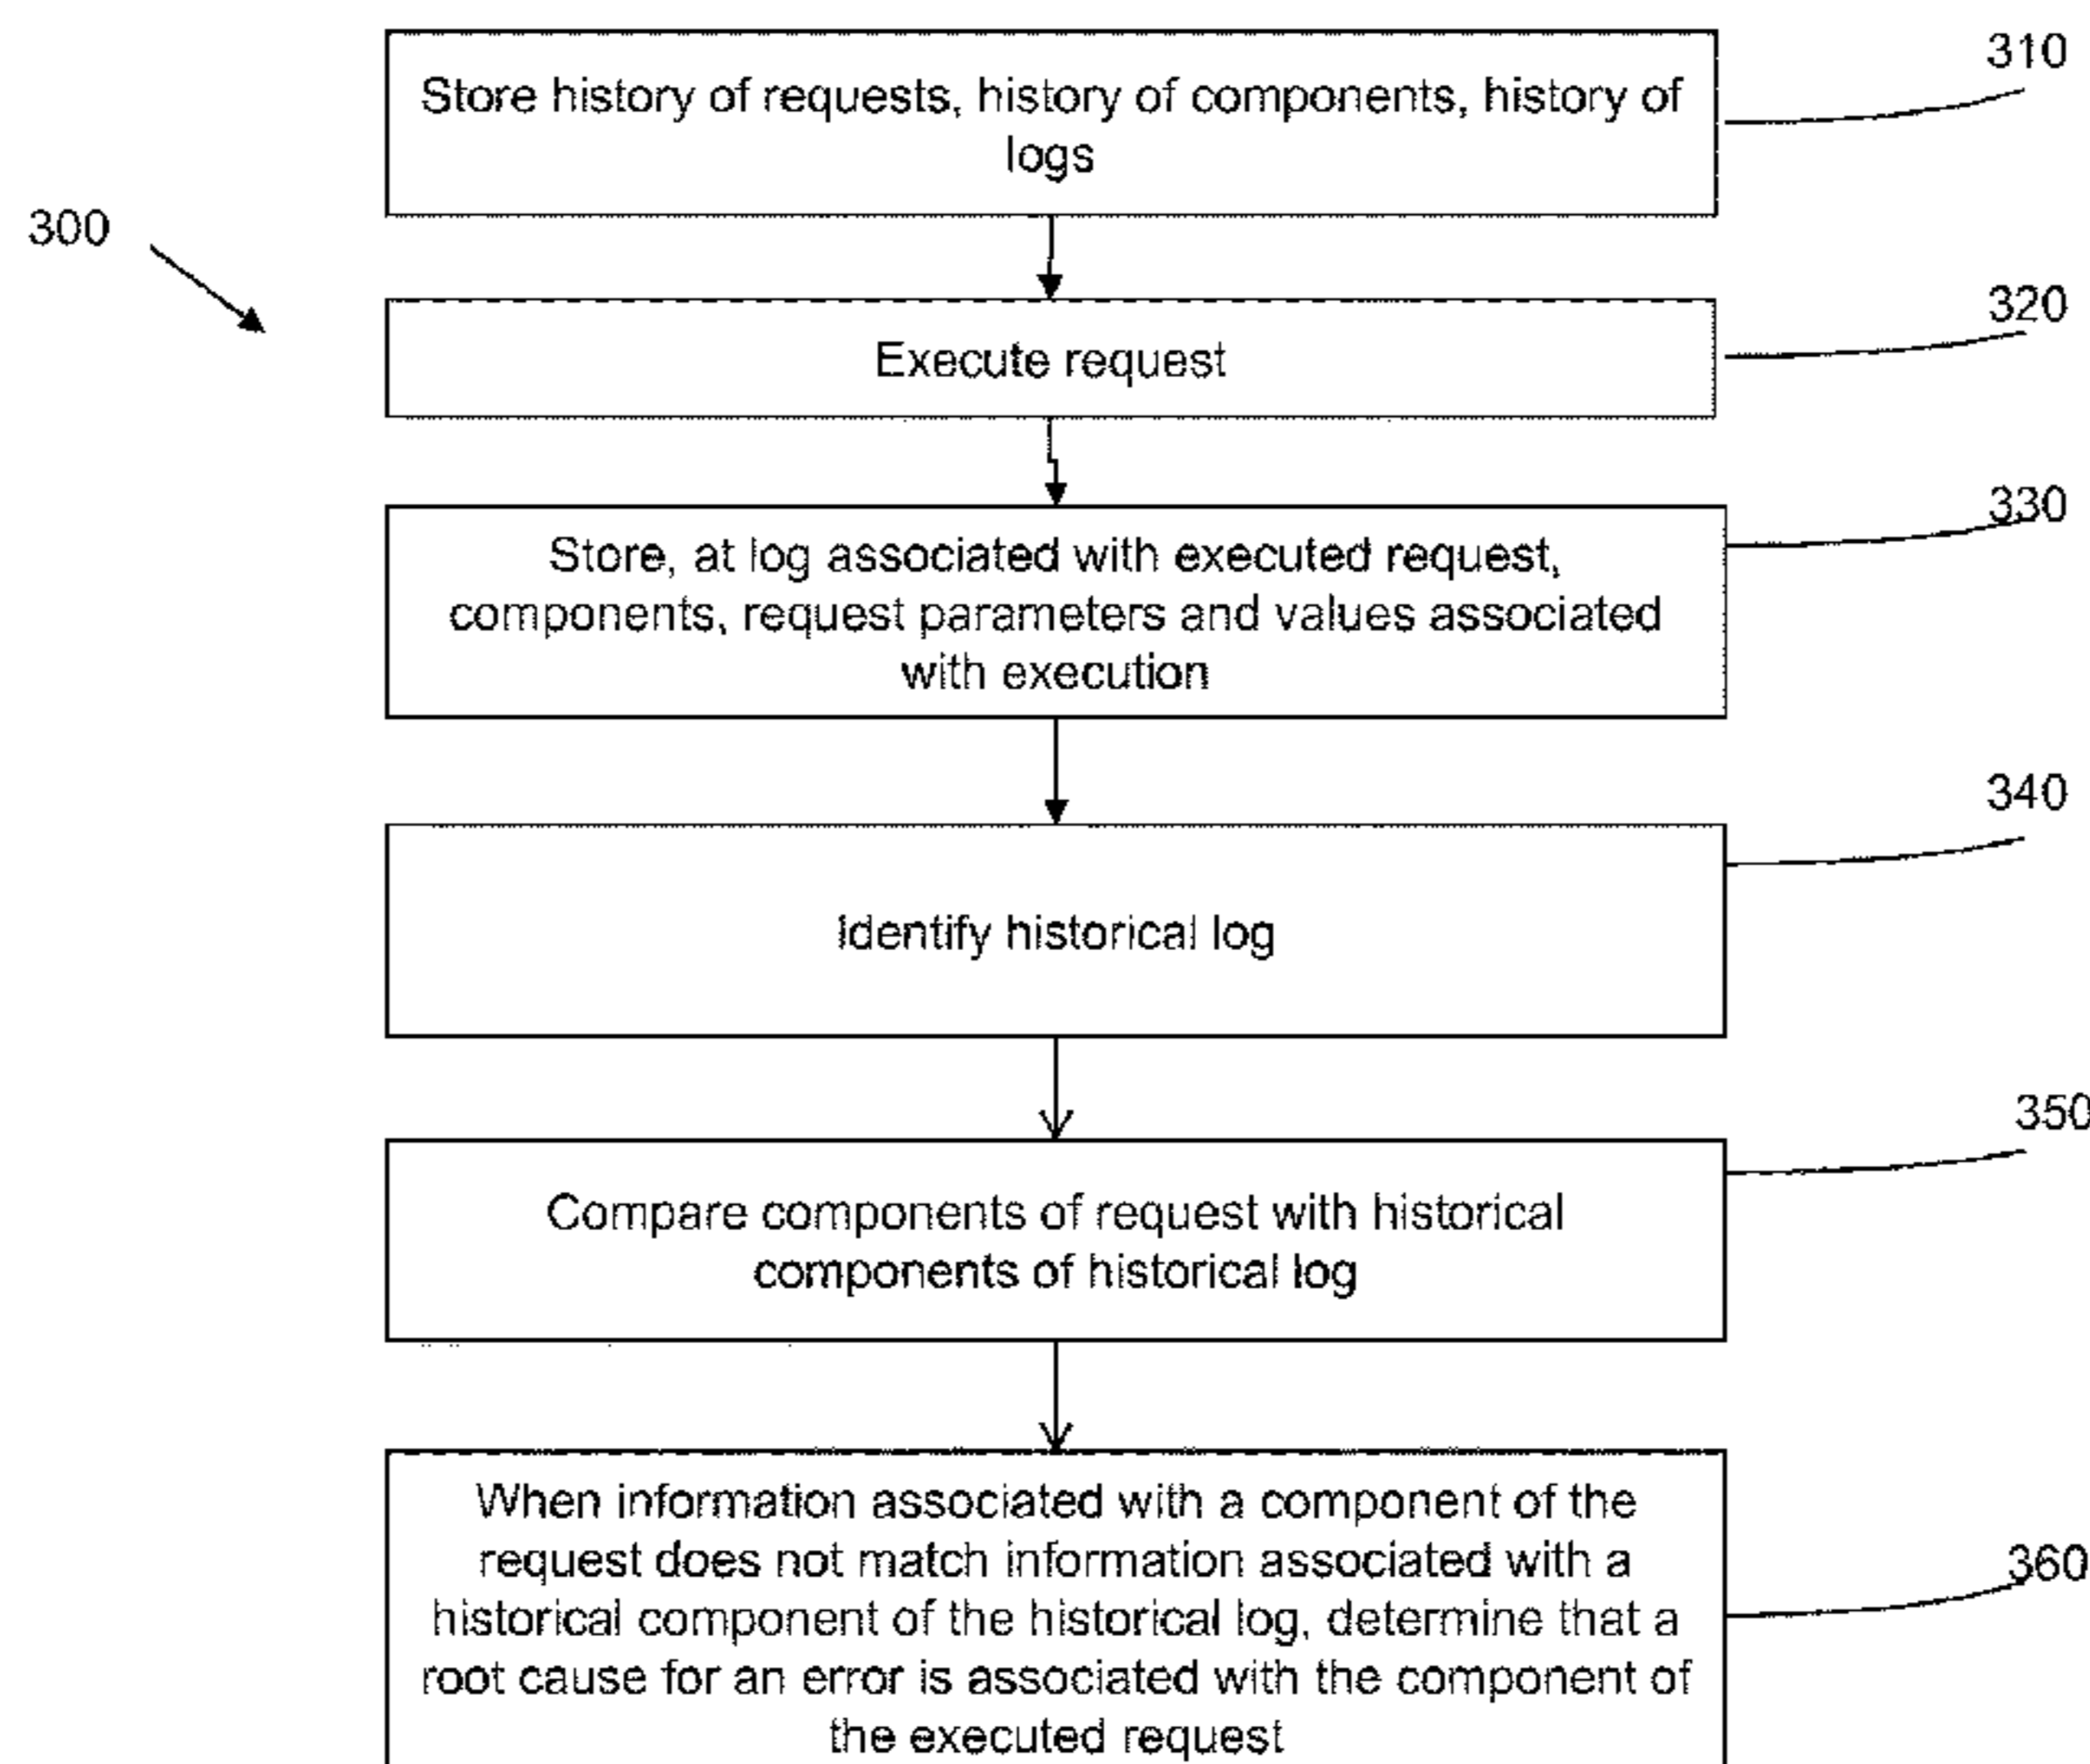 310
Store history of requests, history of components, history of
logs
300
320
Execute request
330
Store, at log associated with executed request,
components, request parameters and values associated
with execution
340
Identify historical log
350
Compare components of request with historical
components of historical log
When information associated with a component of the
request does not match information associated with a
360
historical component of the historical log, determine that a
root cause for an error is associated with the component of
the executed request